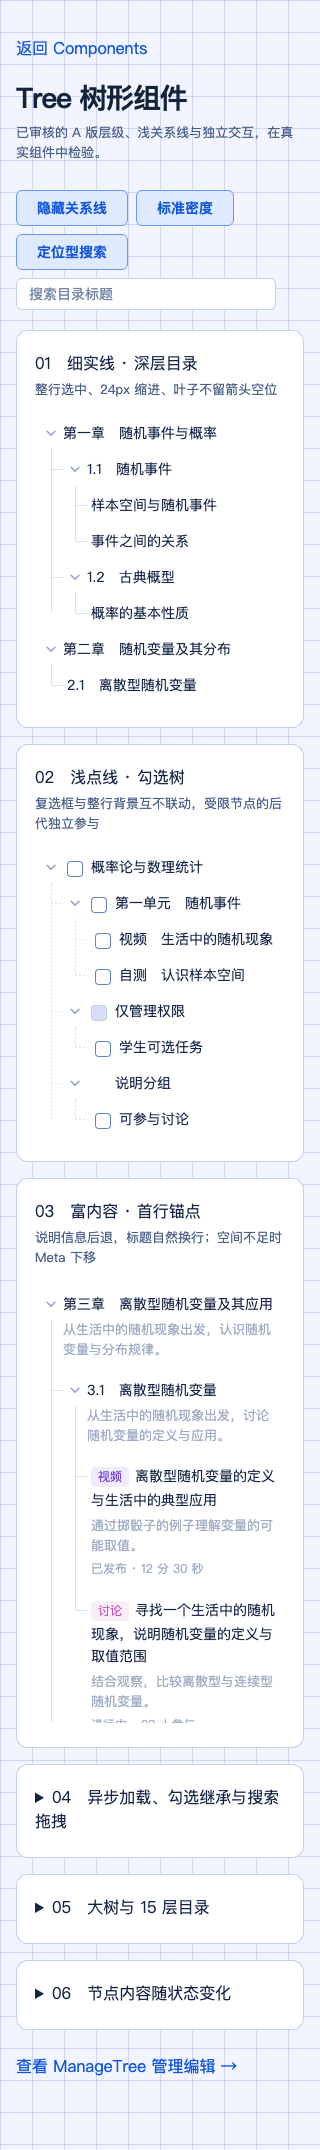 返回 Components
Tree 树形组件
已审核的 A 版层级、浅关系线与独立交互，在真
实组件中检验。
隐藏关系线 标准密度
定位型搜索
搜索目录标题
01 细实线 · 深层目录
整行选中、24px 缩进、叶子不留箭头空位
第一章 随机事件与概率
1.1 随机事件
样本空间与随机事件
事件之间的关系
1.2 古典概型
概率的基本性质
第二章 随机变量及其分布
2.1 离散型随机变量
02 浅点线 · 勾选树
复选框与整行背景互不联动，受限节点的后
代独立参与
概率论与数理统计
第一单元 随机事件
视频 生活中的随机现象
自测 认识样本空间
仅管理权限
学生可选任务
说明分组
可参与讨论
03 富内容 · 首行锚点
说明信息后退，标题自然换行；空间不足时
Meta 下移
第三章 离散型随机变量及其应用
从生活中的随机现象出发，认识随机
变量与分布规律。
3.1 离散型随机变量
从生活中的随机现象出发，讨论
随机变量的定义与应用。
视频 离散型随机变量的定义
与生活中的典型应用
通过掷骰子的例子理解变量的可
能取值。
已发布 · 12 分 30 秒
讨论 寻找一个生活中的随机
现象，说明随机变量的定义与
取值范围
结合观察，比较离散型与连续型
随机变量。
04 异步加载、勾选继承与搜索
拖拽
05 大树与 15 层目录
06 节点内容随状态变化
查看 ManageTree 管理编辑 →